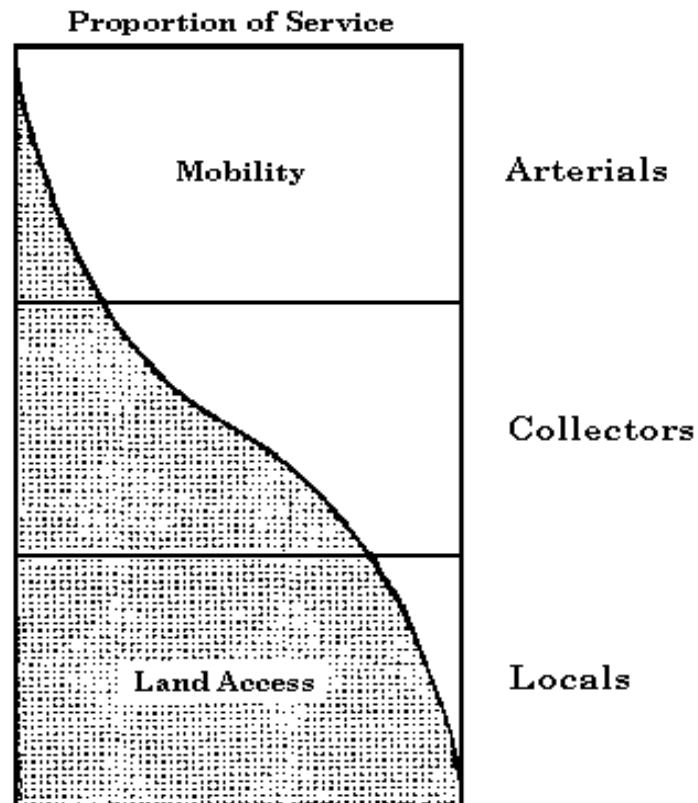 Proportion of Service
Mobility
Arterials
Collectors
Land Access
Locals